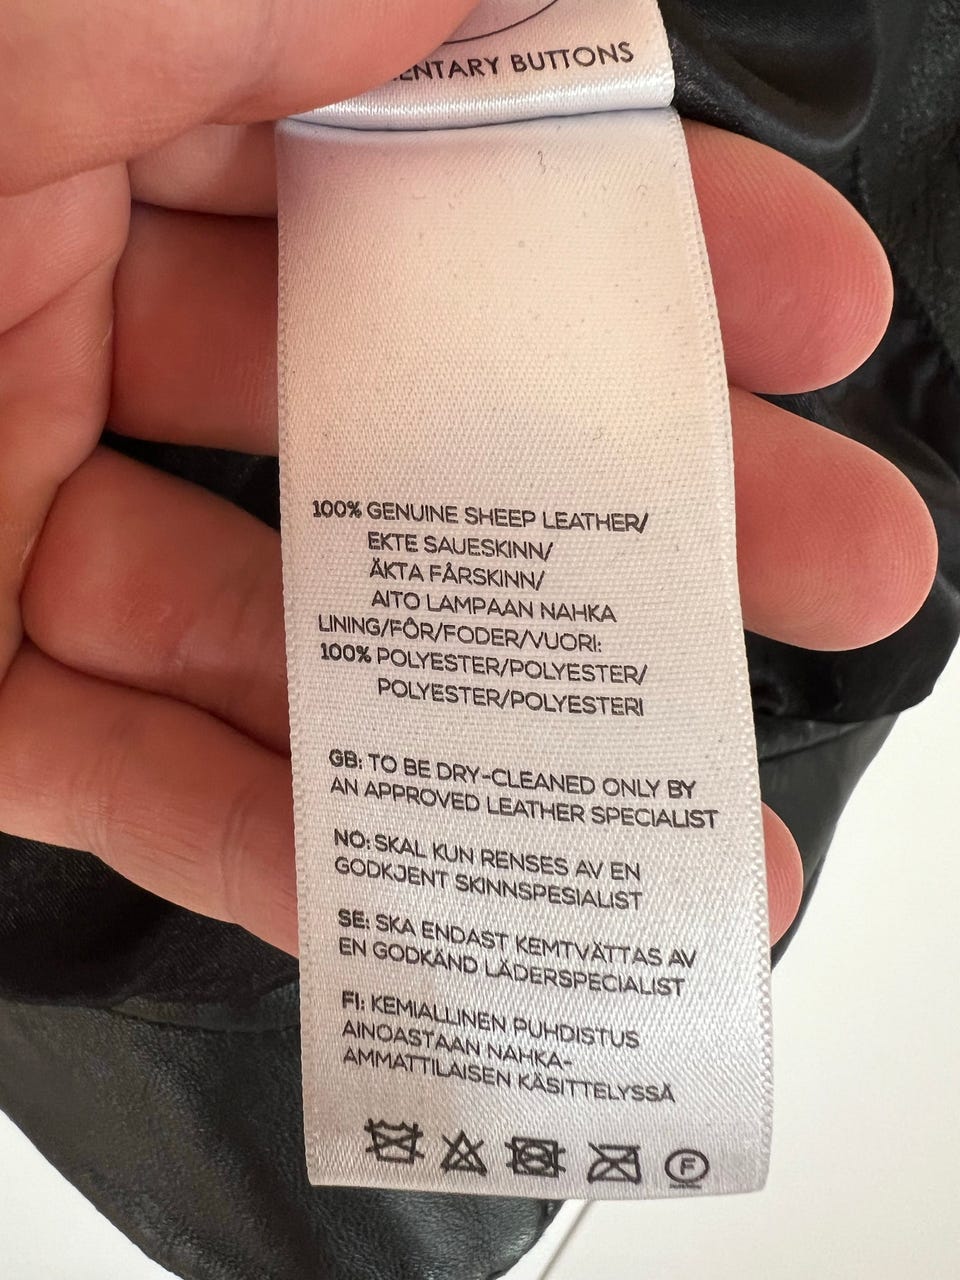 BUTTONS
100% GENUINE SHEEP LEATHER/
EKTE SAUESKINN/
ÄKTA FÅRSKINN/
AITO LAMPAAN NAHKA
LINING/FÔR/FODER/VUORI:
100% POLYESTER/POLYESTER/
POLYESTER/POLYESTERI
GB: TO BE DRY-CLEANED ONLY BY
AN APPROVED LEATHER SPECIALIST
NO: SKAL KUN RENSES AV EN
GODKJENT SKINNSPESIALIST
SE: SKA ENDAST KEMTVÄTTAS AV
EN GODKÄND LÄDERSPECIALIST
FI: KEMIALLINEN PUHDISTUS
AINOASTAAN NAHKA-
AMMATTILAISEN KÄSITTELYSSÄ
F